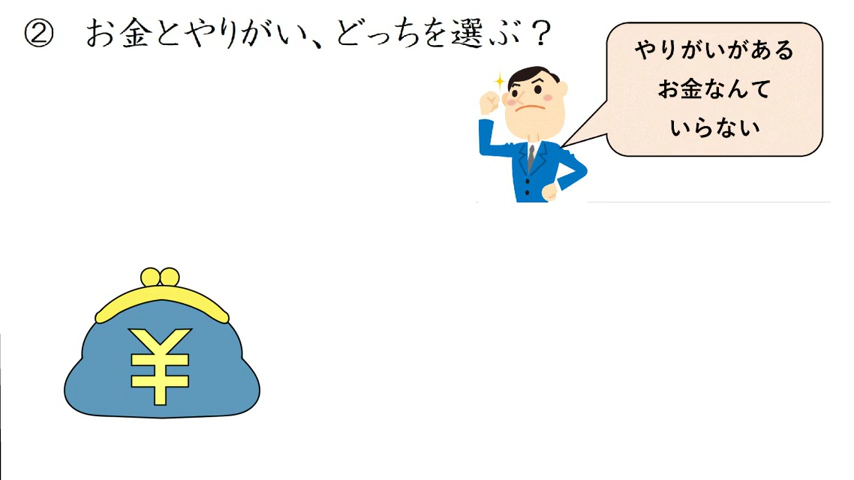 ② お金とやりがい、どっちを選ぶ？
やりがいがある
お金なんて
いらない
¥